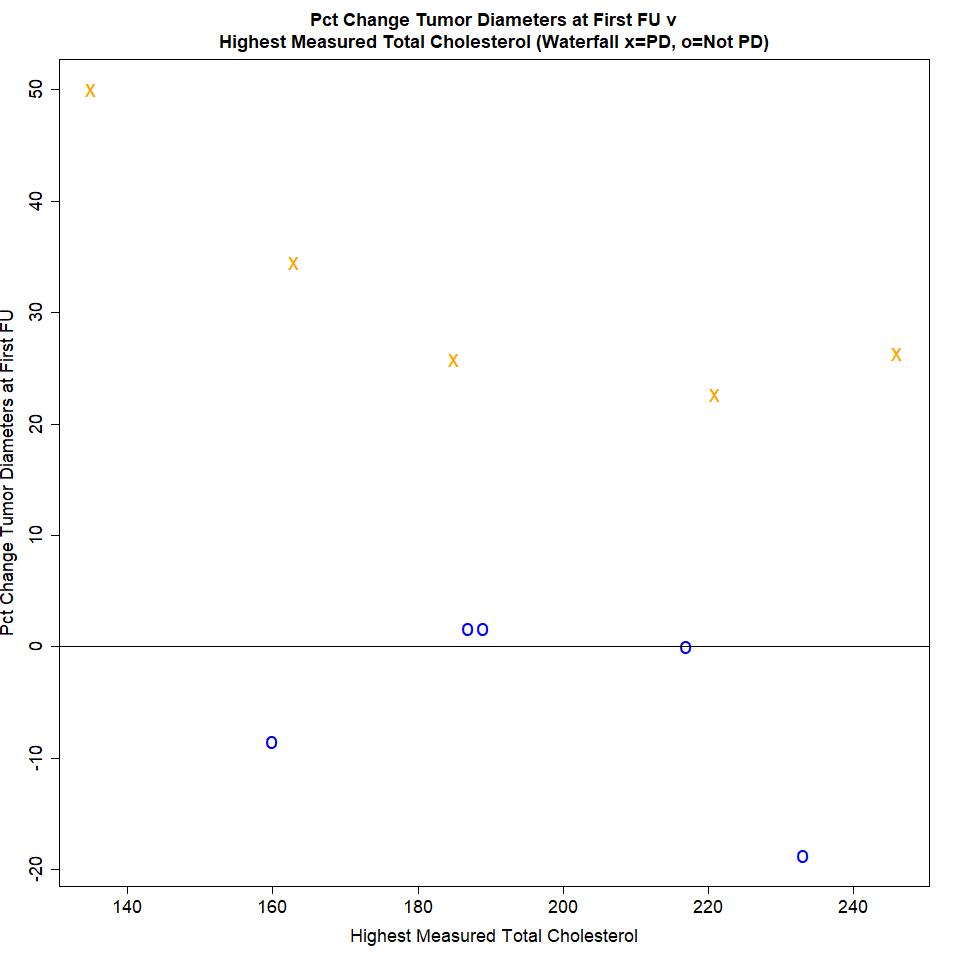 Pct Change Tumor Diameters at First FU v
Highest Measured Total Cholesterol (Waterfall x=PD, o=Not PD)
Pct Change Tumor Diameters at First FU
50
40
30
20
10
0
-10
-20
X
X
X
X
X
O O
O
O
O
140 160 180 200 220 240
Highest Measured Total Cholesterol